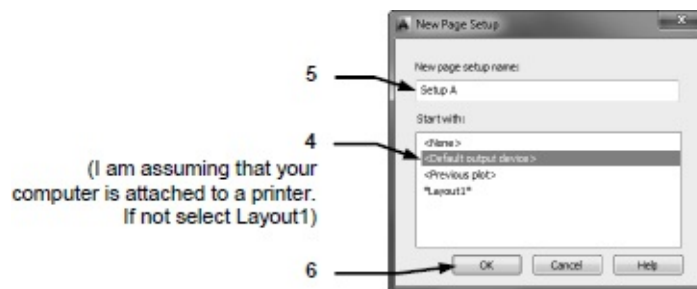 New Page Setup
New page setup name:
5
Setup A
Start with:
<None>
4
<Default output device>
(I am assuming that your
computer is attached to a printer.
If not select Layout1)
<Previous plot>
*Layout1*
6
OK Cancel Help